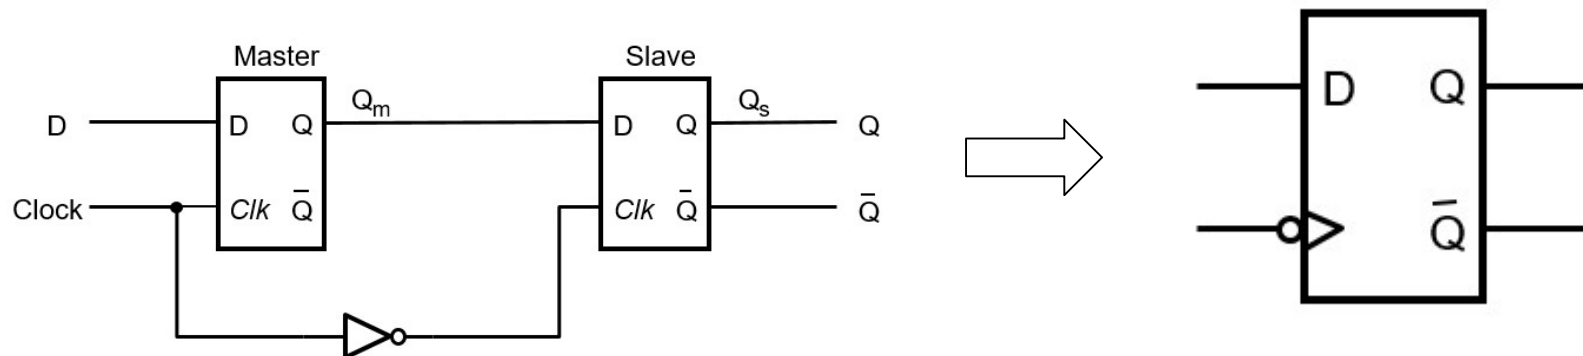 Master
Slave
D
D Q
Qm
D Q
Qs
Q
Clock
Clk Q̅
Clk Q̅
Q̅
D Q
Q̅